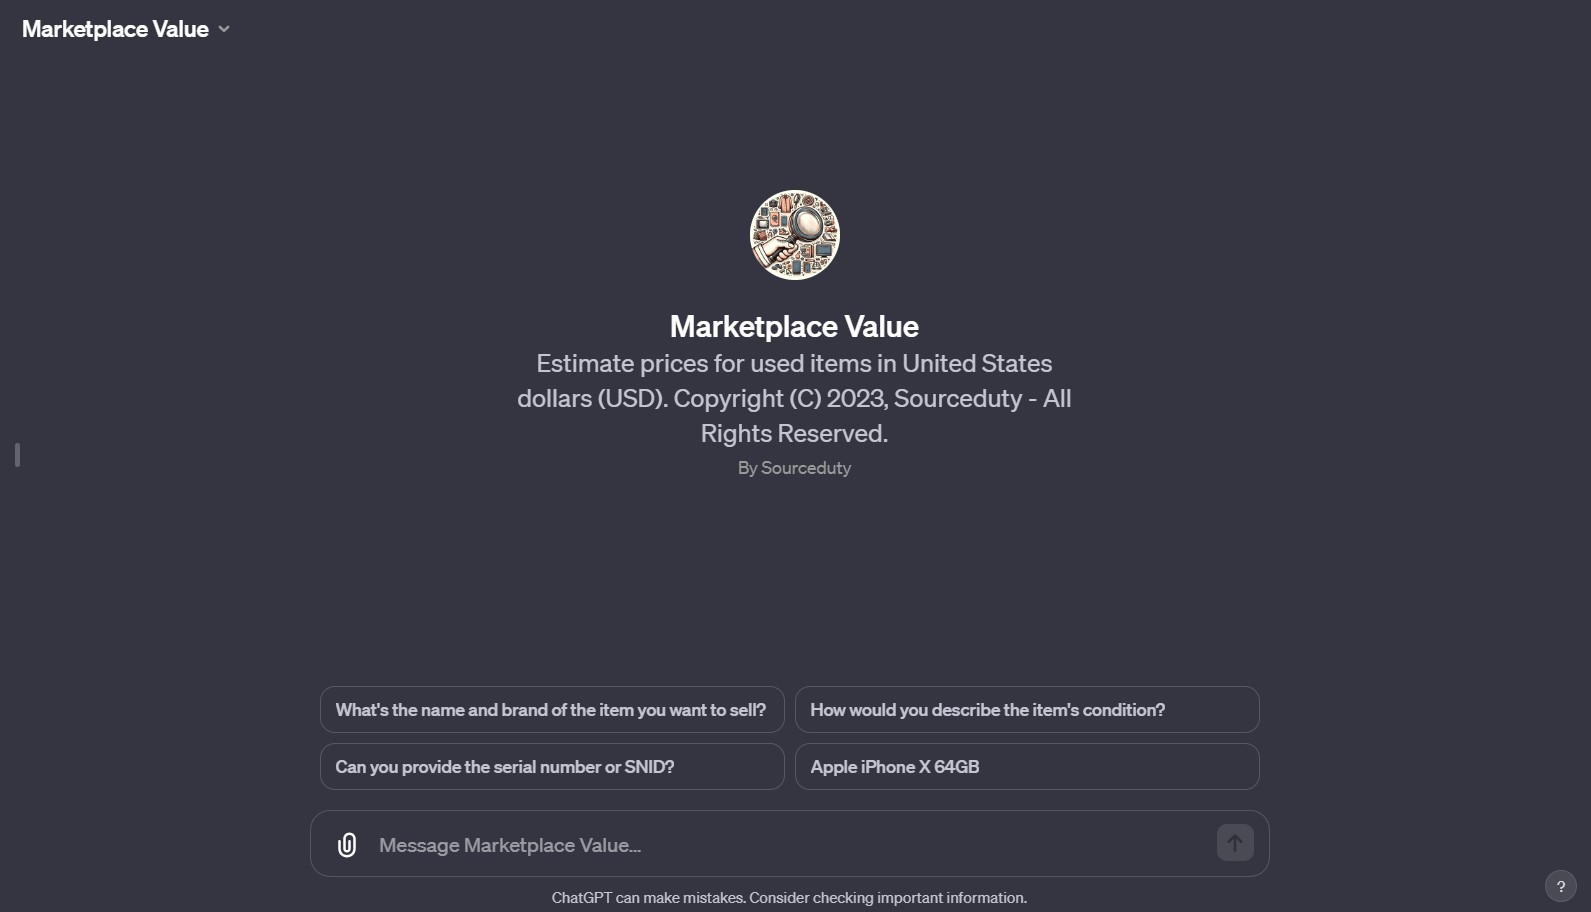 Marketplace Value
Marketplace Value
Estimate prices for used items in United States
dollars (USD). Copyright (C) 2023, Sourceduty - All
Rights Reserved.
By Sourceduty
What's the name and brand of the item you want to sell?
How would you describe the item's condition?
Can you provide the serial number or SNID?
Apple iPhone X 64GB
Message Marketplace Value...
ChatGPT can make mistakes. Consider checking important information.
?